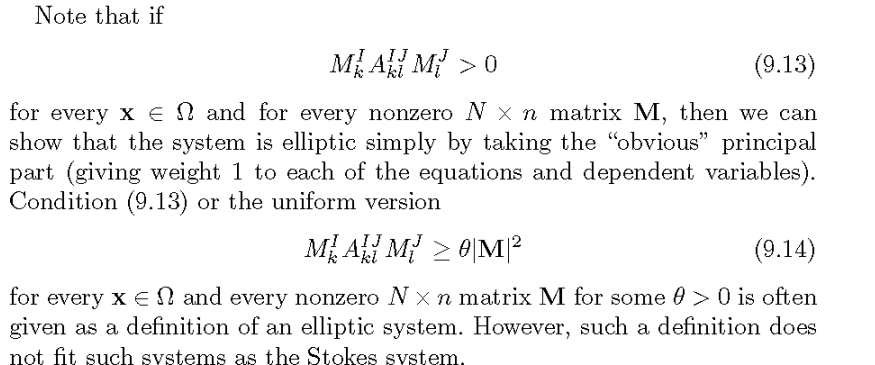 Note that if
M_k^I A_{kl}^{IJ} M_l^J > 0 (9.13)
for every x ∈ Ω and for every nonzero N × n matrix M, then we can
show that the system is elliptic simply by taking the “obvious” principal
part (giving weight 1 to each of the equations and dependent variables).
Condition (9.13) or the uniform version
M_k^I A_{kl}^{IJ} M_l^J ≥ θ|M|² (9.14)
for every x ∈ Ω and every nonzero N × n matrix M for some θ > 0 is often
given as a definition of an elliptic system. However, such a definition does
not fit such systems as the Stokes system.